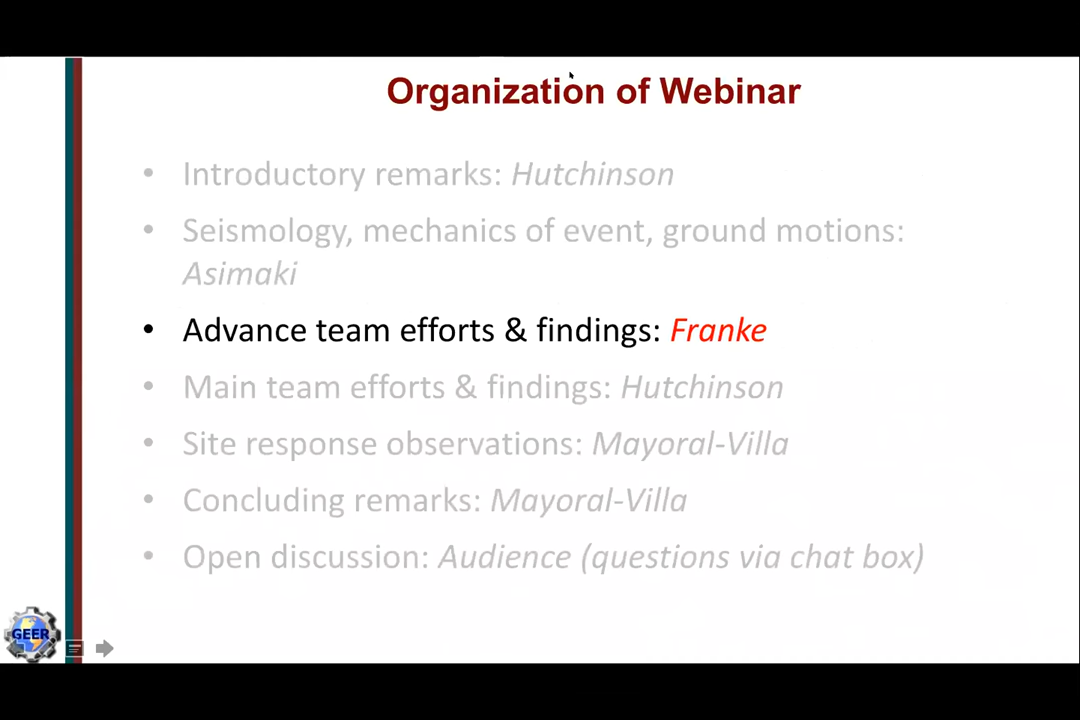 Organization of Webinar
• Introductory remarks: Hutchinson
• Seismology, mechanics of event, ground motions:
Asimaki
• Advance team efforts & findings: Franke
• Main team efforts & findings: Hutchinson
• Site response observations: Mayoral-Villa
• Concluding remarks: Mayoral-Villa
• Open discussion: Audience (questions via chat box)
GEER